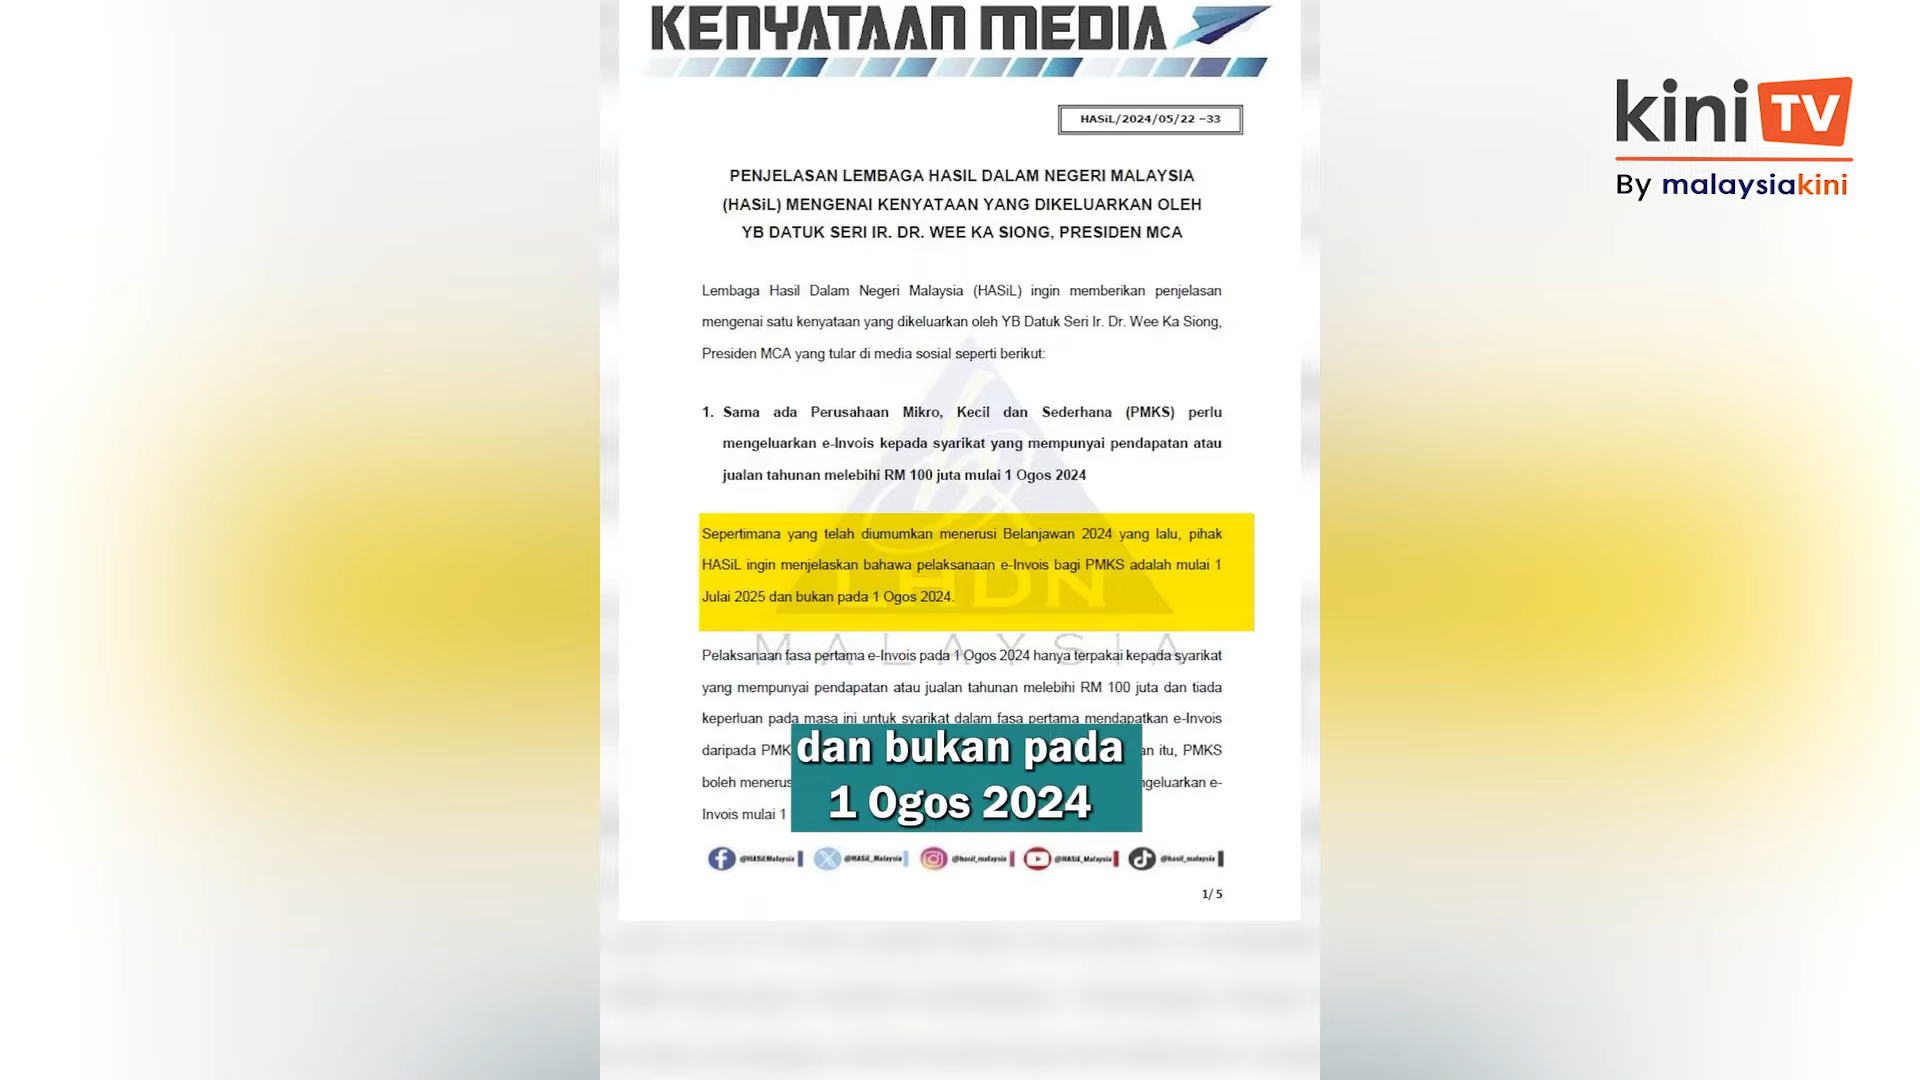 KENYATAAN MEDIA
kini TV
By malaysiakini
HASiL/2024/05/22 –33
PENJELASAN LEMBAGA HASIL DALAM NEGERI MALAYSIA
(HASiL) MENGENAI KENYATAAN YANG DIKELUARKAN OLEH
YB DATUK SERI IR. DR. WEE KA SIONG, PRESIDEN MCA
Lembaga Hasil Dalam Negeri Malaysia (HASiL) ingin memberikan penjelasan
mengenai satu kenyataan yang dikeluarkan oleh YB Datuk Seri Ir. Dr. Wee Ka Siong,
Presiden MCA yang tular di media sosial seperti berikut:
1. Sama ada Perusahaan Mikro, Kecil dan Sederhana (PMKS) perlu
mengeluarkan e-Invois kepada syarikat yang mempunyai pendapatan atau
jualan tahunan melebihi RM 100 juta mulai 1 Ogos 2024
Sepertimana yang telah diumumkan menerusi Belanjawan 2024 yang lalu, pihak
HASiL ingin menjelaskan bahawa pelaksanaan e-Invois bagi PMKS adalah mulai 1
Julai 2025 dan bukan pada 1 Ogos 2024.
LHDN
MALAYSIA
Pelaksanaan fasa pertama e-Invois pada 1 Ogos 2024 hanya terpakai kepada syarikat
yang mempunyai pendapatan atau jualan tahunan melebihi RM 100 juta dan tiada
keperluan pada masa ini untuk syarikat dalam fasa pertama mendapatkan e-Invois
daripada PMK an itu, PMKS
boleh menerus ngeluarkan e-
Invois mulai 1
dan bukan pada
1 Ogos 2024
@HASiLMalaysia @HASiL_Malaysia @hasil_malaysia @HASiL_Malaysia @hasil_malaysia
1/ 5